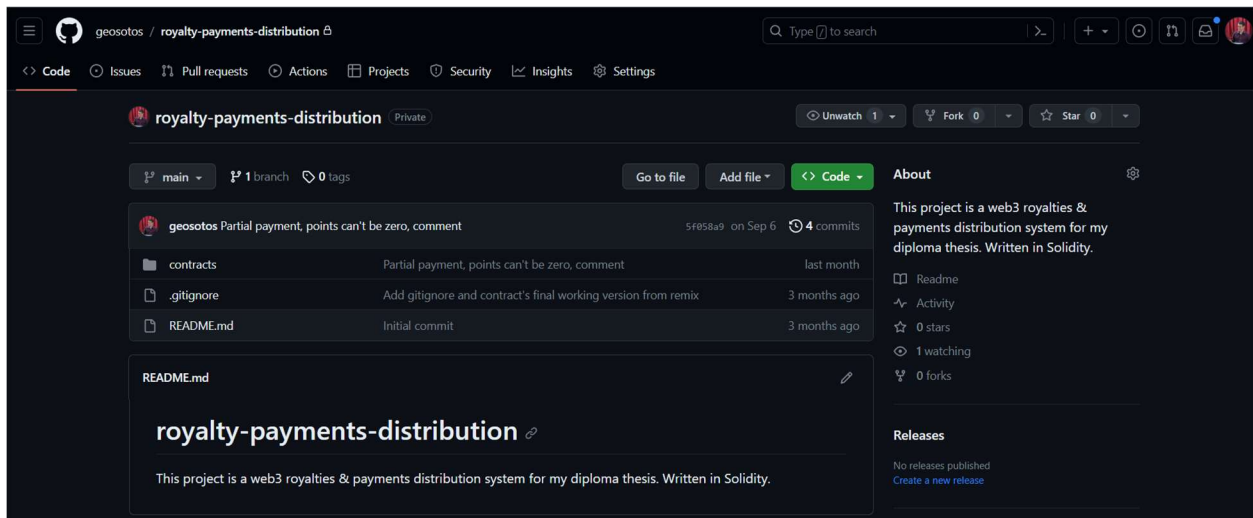 geosotos / royalty-payments-distribution
Type / to search
Code Issues Pull requests Actions Projects Security Insights Settings
royalty-payments-distribution Private
Unwatch 1 Fork 0 Star 0
main 1 branch 0 tags Go to file Add file Code
geosotos Partial payment, points can't be zero, comment 5f058a9 on Sep 6 4 commits
contracts Partial payment, points can't be zero, comment last month
.gitignore Add gitignore and contract's final working version from remix 3 months ago
README.md Initial commit 3 months ago
README.md
royalty-payments-distribution
This project is a web3 royalties & payments distribution system for my diploma thesis. Written in Solidity.
About
This project is a web3 royalties &
payments distribution system for my
diploma thesis. Written in Solidity.
Readme
Activity
0 stars
1 watching
0 forks
Releases
No releases published
Create a new release